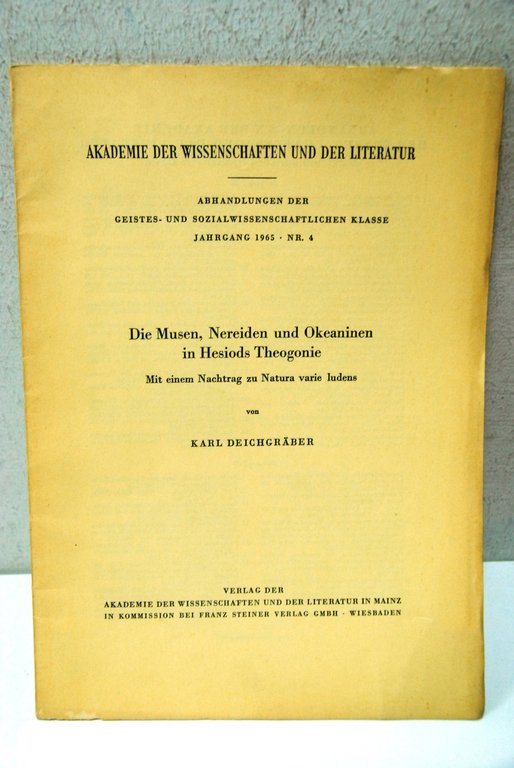 AKADEMIE DER WISSENSCHAFTEN UND DER LITERATUR
ABHANDLUNGEN DER
GEISTES- UND SOZIALWISSENSCHAFTLICHEN KLASSE
JAHRGANG 1965 · NR. 4
Die Musen, Nereiden und Okeaninen
in Hesiods Theogonie
Mit einem Nachtrag zu Natura varie ludens
von
KARL DEICHGRÄBER
VERLAG DER
AKADEMIE DER WISSENSCHAFTEN UND DER LITERATUR IN MAINZ
IN KOMMISSION BEI FRANZ STEINER VERLAG GMBH · WIESBADEN